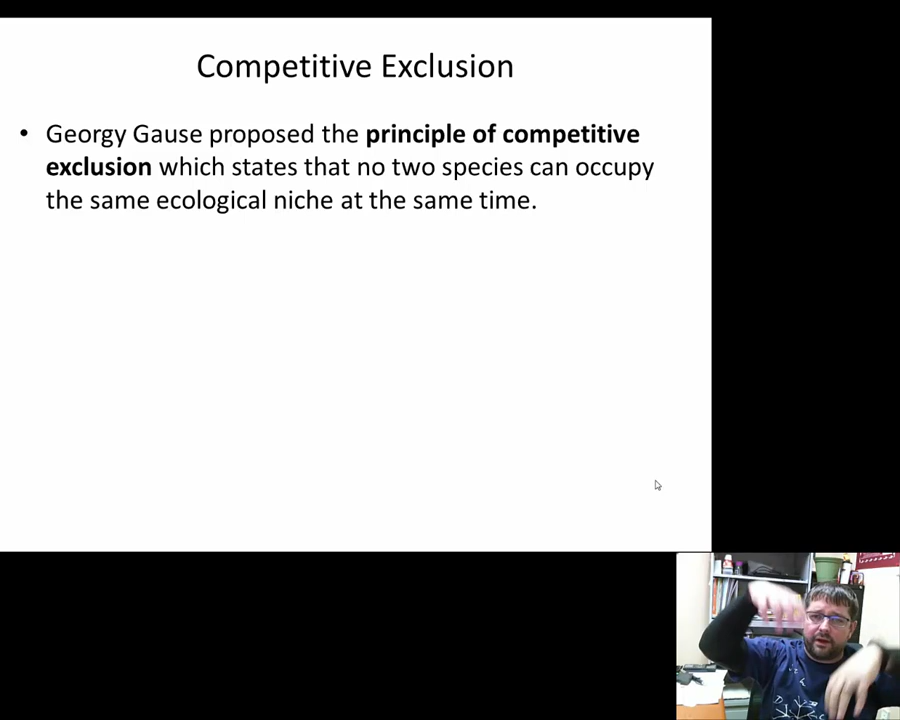 Competitive Exclusion
• Georgy Gause proposed the principle of competitive
exclusion which states that no two species can occupy
the same ecological niche at the same time.